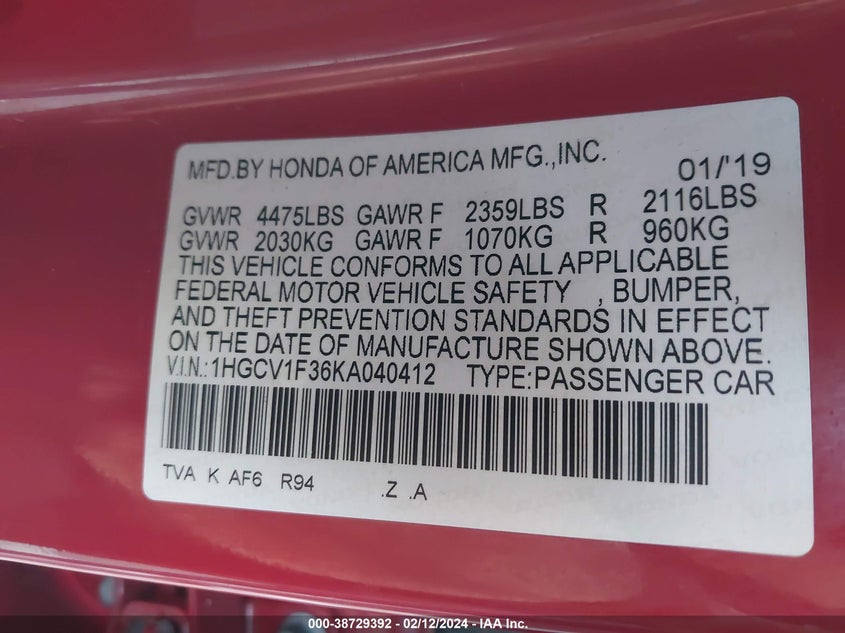 MFD.BY HONDA OF AMERICA MFG.,INC. 01/'19
GVWR 4475LBS GAWR F 2359LBS R 2116LBS
GVWR 2030KG GAWR F 1070KG R 960KG
THIS VEHICLE CONFORMS TO ALL APPLICABLE
FEDERAL MOTOR VEHICLE SAFETY , BUMPER,
AND THEFT PREVENTION STANDARDS IN EFFECT
ON THE DATE OF MANUFACTURE SHOWN ABOVE.
V.I.N.:1HGCV1F36KA040412 TYPE:PASSENGER CAR
TVA K AF6 R94 .Z .A
000-38729392 - 02/12/2024 - IAA Inc.